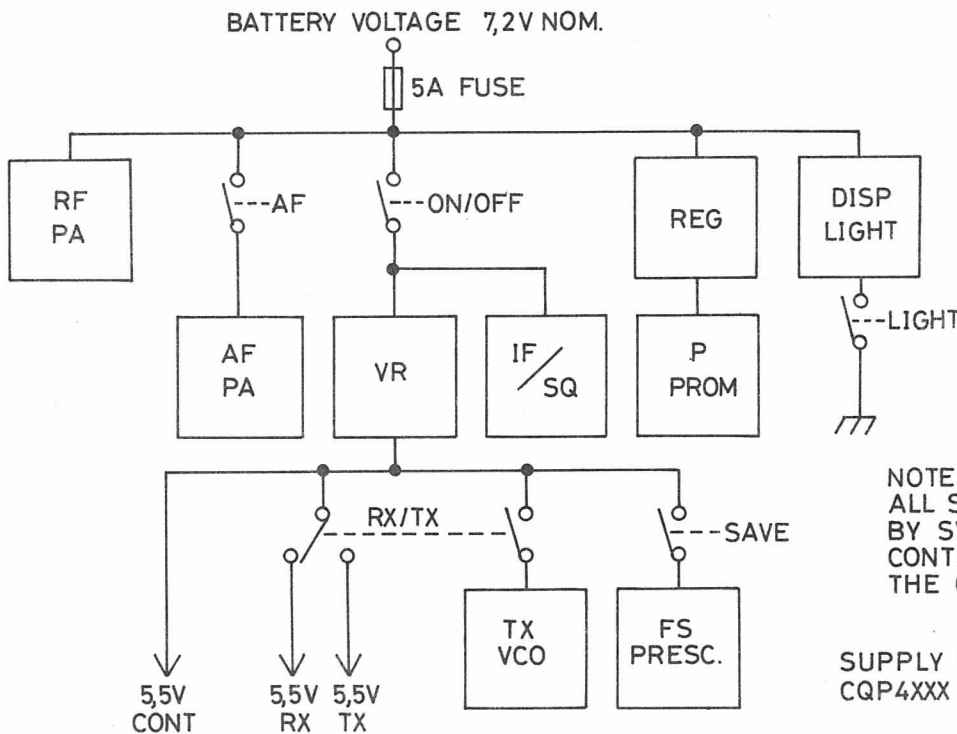 BATTERY VOLTAGE 7,2V NOM.
5A FUSE
RF
PA
AF
ON/OFF
REG
DISP
LIGHT
AF
PA
VR
IF/SQ
P
PROM
LIGHT
RX/TX
SAVE
NOTE
ALL S
BY S
CONT
THE
TX
VCO
FS
PRESC.
SUPPLY
CQP4XXX
5,5V
CONT
5,5V
RX
5,5V
TX